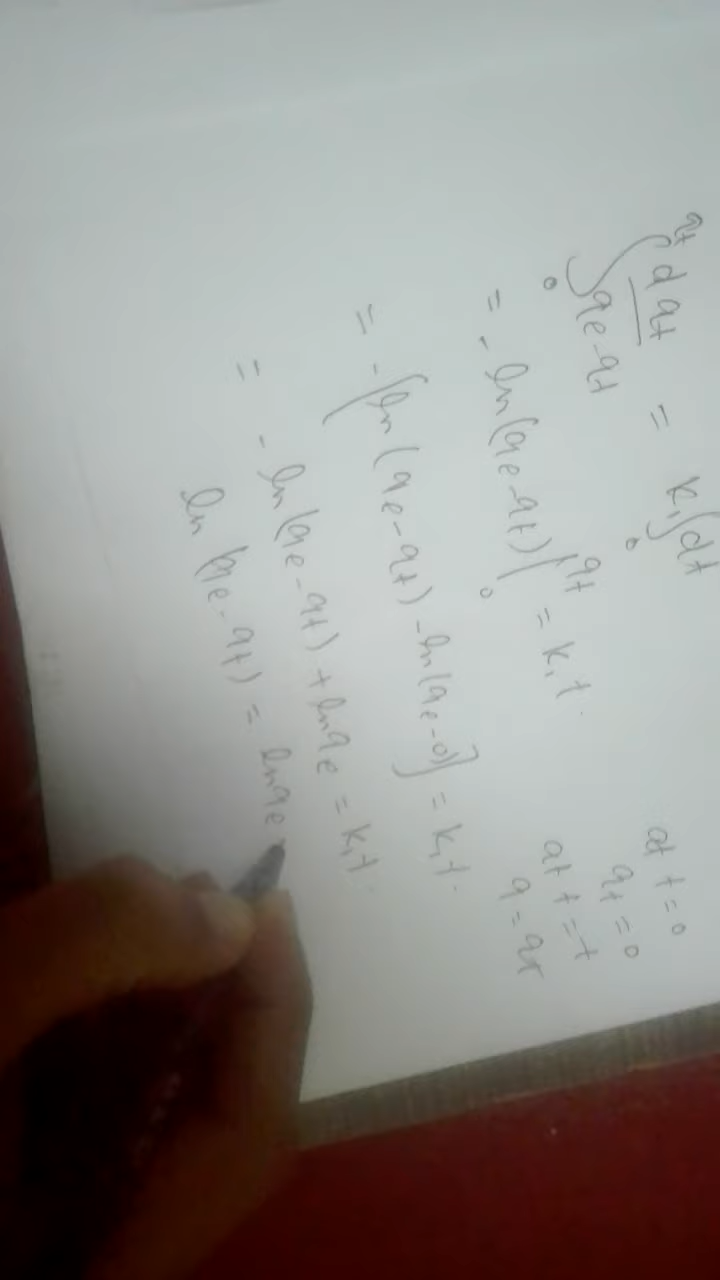 ∫₀^qt dqt/(qe-qt) = k₁∫₀ dt
= - ln(qe-qt)|₀^qt = k₁t.
= -[ln(qe-qt) - ln(qe-0)] = k₁t.
= - ln(qe-qt) + lnqe = k₁t.
ln(qe-qt) = lnqe
at t=0
qt=0
at t=t
q=qt